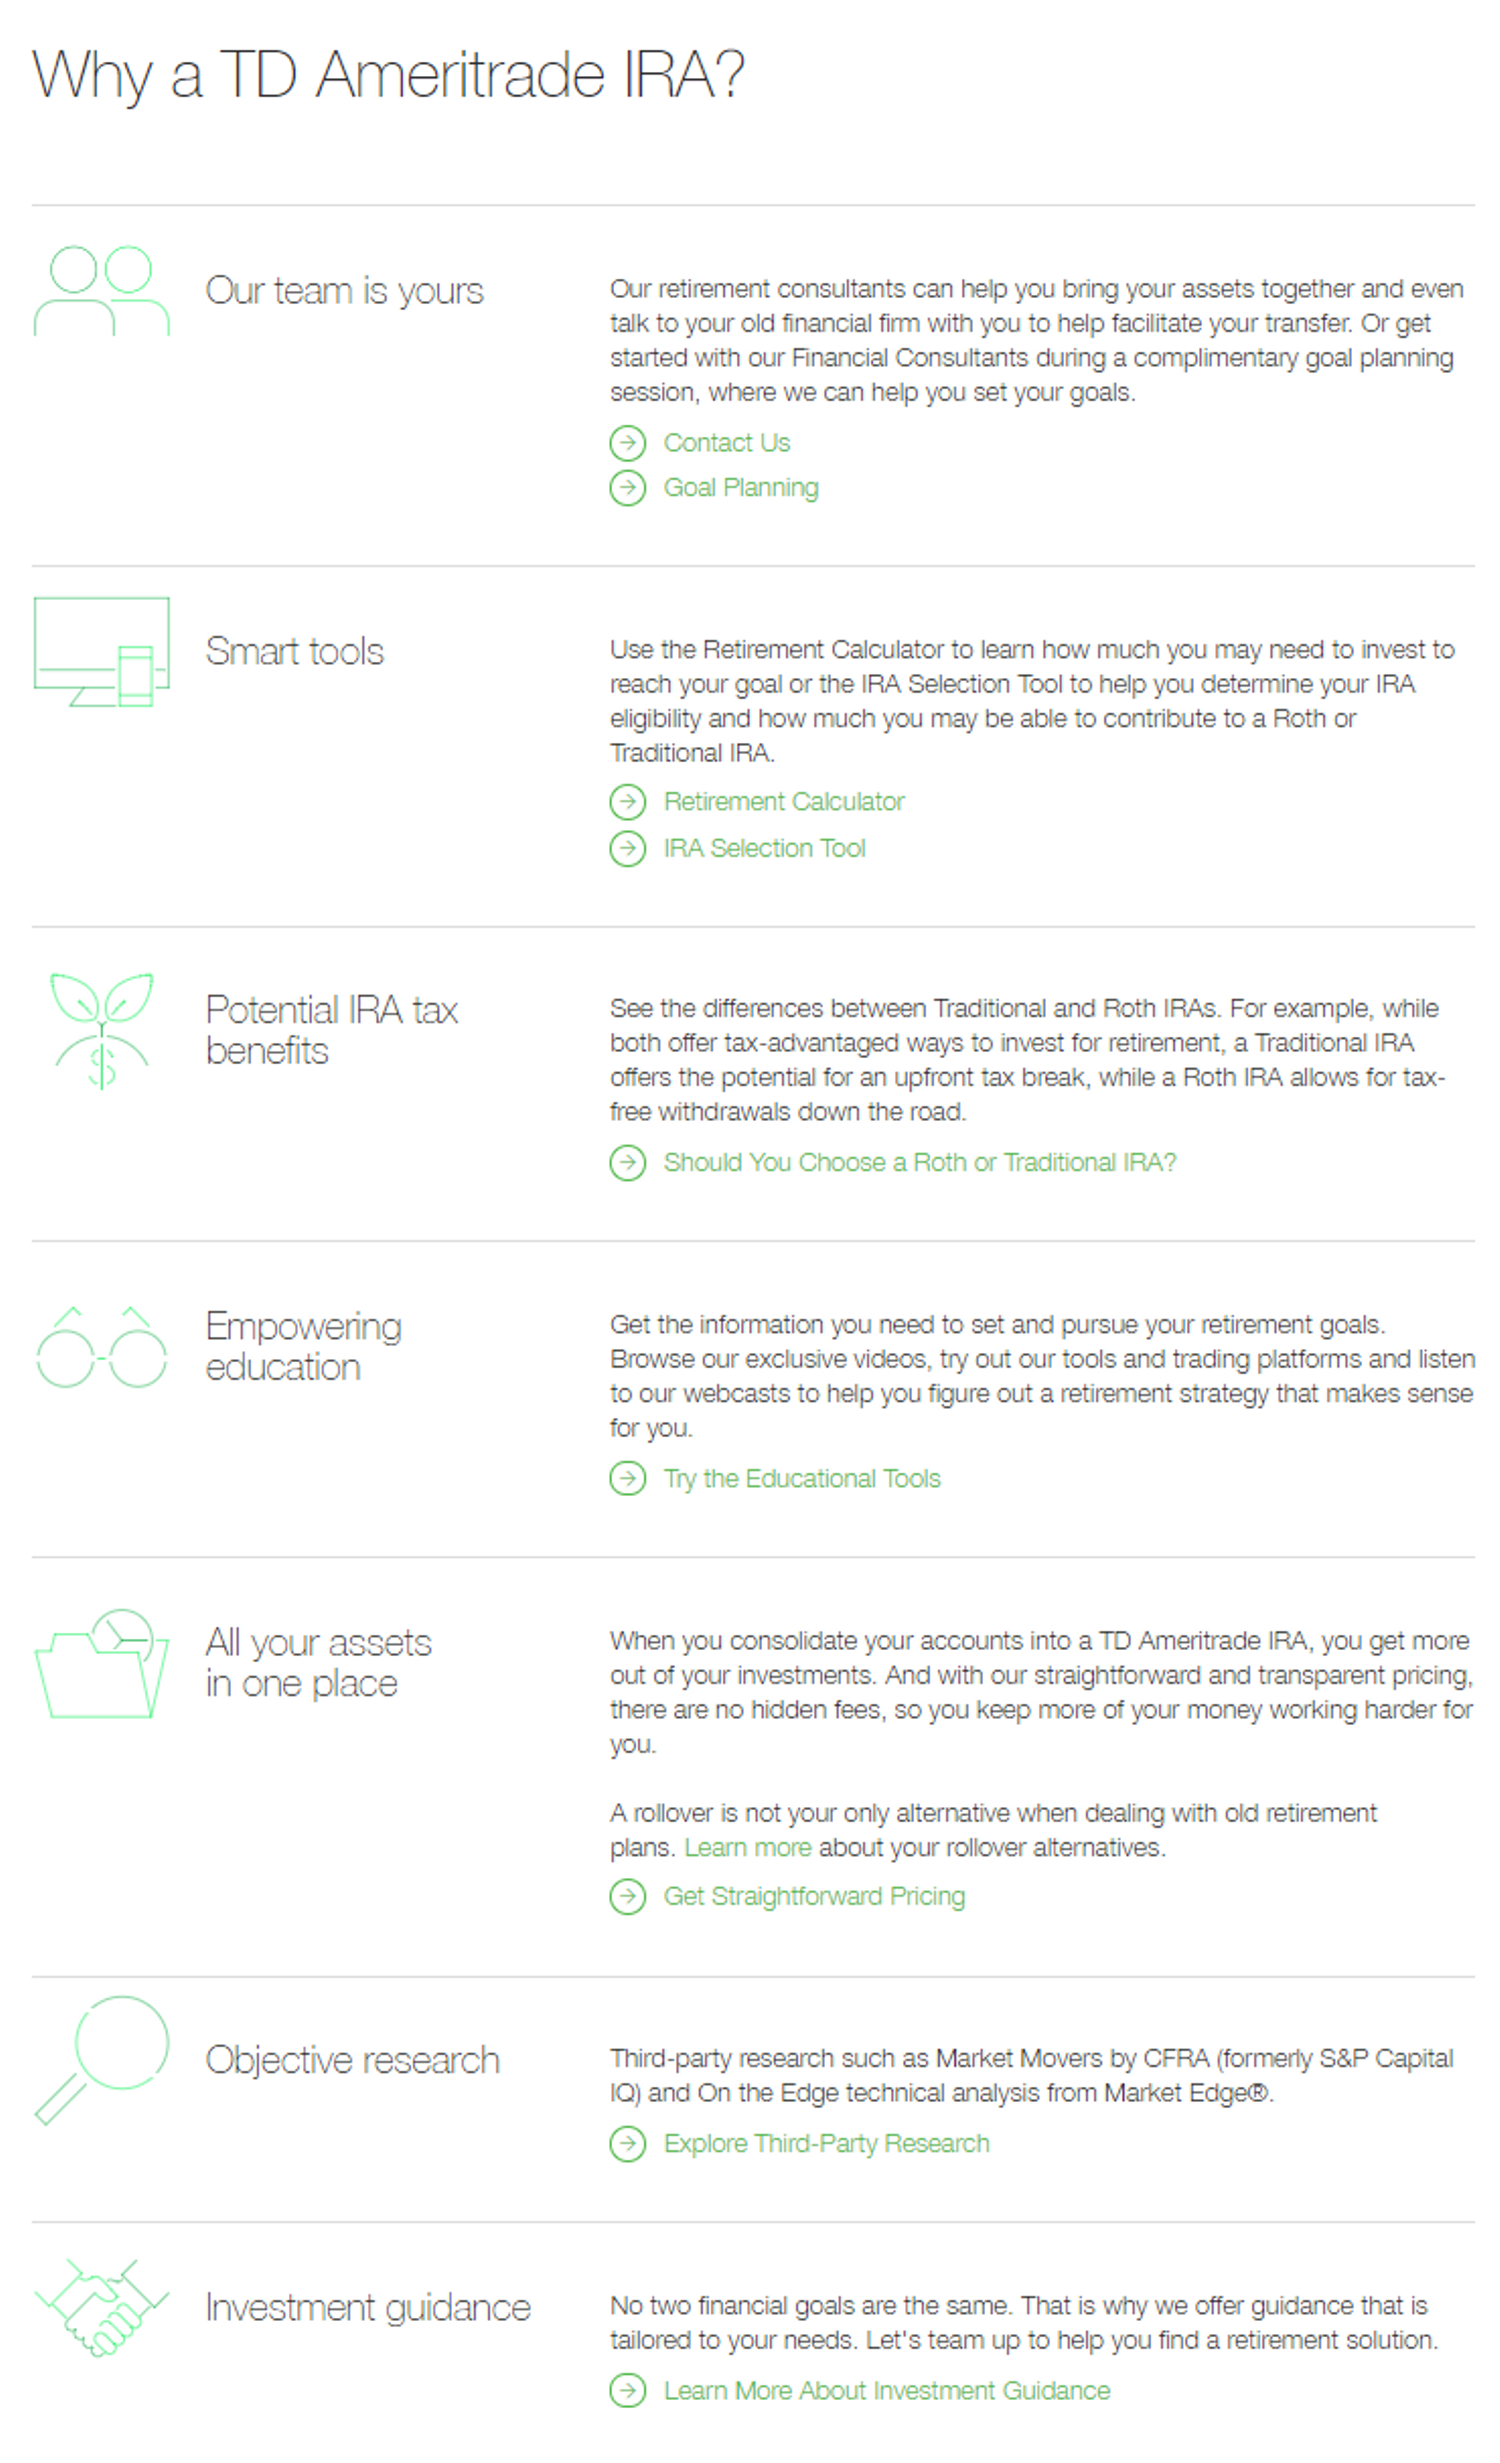 Why a TD Ameritrade IRA?
Our team is yours
Our retirement consultants can help you bring your assets together and even
talk to your old financial firm with you to help facilitate your transfer. Or get
started with our Financial Consultants during a complimentary goal planning
session, where we can help you set your goals.
Contact Us
Goal Planning
Smart tools
Use the Retirement Calculator to learn how much you may need to invest to
reach your goal or the IRA Selection Tool to help you determine your IRA
eligibility and how much you may be able to contribute to a Roth or
Traditional IRA.
Retirement Calculator
IRA Selection Tool
Potential IRA tax
benefits
See the differences between Traditional and Roth IRAs. For example, while
both offer tax-advantaged ways to invest for retirement, a Traditional IRA
offers the potential for an upfront tax break, while a Roth IRA allows for tax-
free withdrawals down the road.
Should You Choose a Roth or Traditional IRA?
Empowering
education
Get the information you need to set and pursue your retirement goals.
Browse our exclusive videos, try out our tools and trading platforms and listen
to our webcasts to help you figure out a retirement strategy that makes sense
for you.
Try the Educational Tools
All your assets
in one place
When you consolidate your accounts into a TD Ameritrade IRA, you get more
out of your investments. And with our straightforward and transparent pricing,
there are no hidden fees, so you keep more of your money working harder for
you.
A rollover is not your only alternative when dealing with old retirement
plans. Learn more about your rollover alternatives.
Get Straightforward Pricing
Objective research
Third-party research such as Market Movers by CFRA (formerly S&P Capital
IQ) and On the Edge technical analysis from Market Edge®.
Explore Third-Party Research
Investment guidance
No two financial goals are the same. That is why we offer guidance that is
tailored to your needs. Let's team up to help you find a retirement solution.
Learn More About Investment Guidance